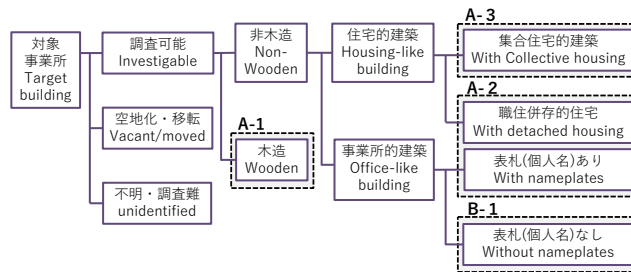 対象
事業所
Target
building
調査可能
Investigable
空地化・移転
Vacant/moved
不明・調査難
unidentified
非木造
Non-
Wooden
A-1
木造
Wooden
住宅的建築
Housing-like
building
事業所的建築
Office-like
building
A-3
集合住宅的建築
With Collective housing
A-2
職住併存的住宅
With detached housing
表札(個人名)あり
With nameplates
B-1
表札(個人名)なし
Without nameplates